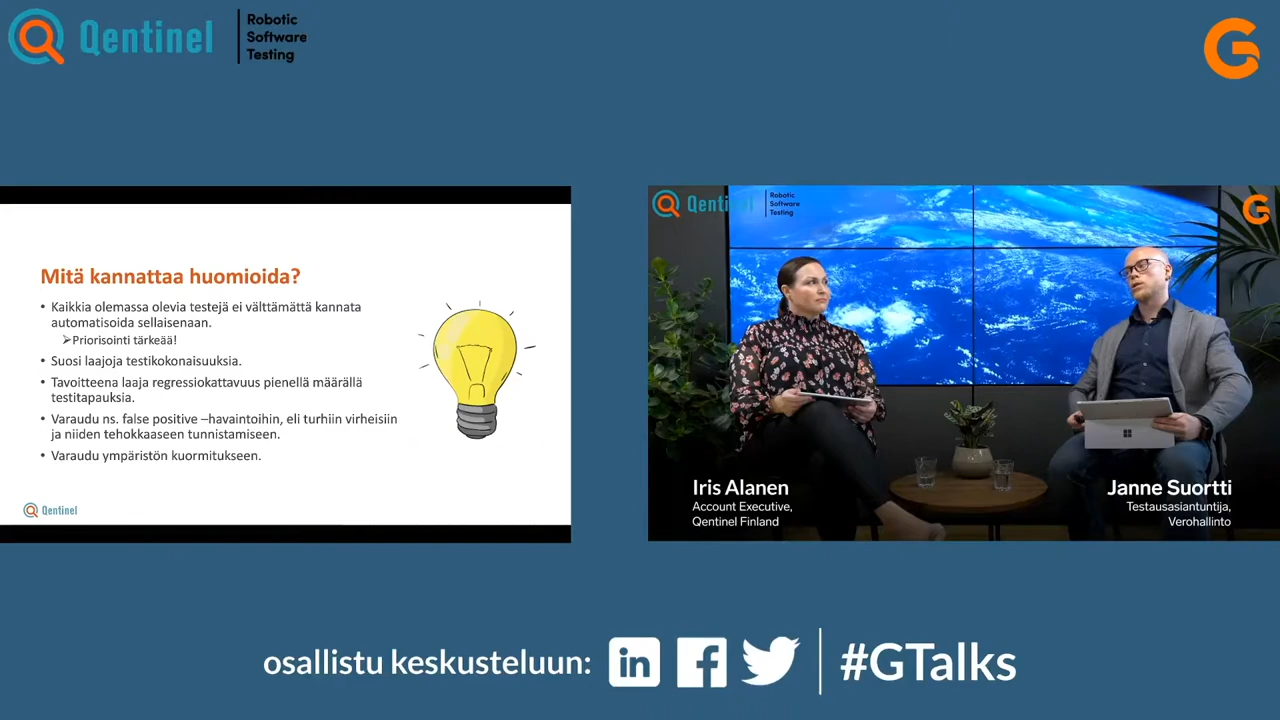 Qentinel
Robotic
Software
Testing
G
Mitä kannattaa huomioida?
• Kaikkia olemassa olevia testejä ei välttämättä kannata
automatisoida sellaisenaan.
➢Priorisointi tärkeää!
• Suosi laajoja testikokonaisuuksia.
• Tavoitteena laaja regressiokattavuus pienellä määrällä
testitapauksia.
• Varaudu ns. false positive –havaintoihin, eli turhiin virheisiin
ja niiden tehokkaaseen tunnistamiseen.
• Varaudu ympäristön kuormitukseen.
Qentinel
Qentinel
Robotic
Software
Testing
G
Iris Alanen
Account Executive,
Qentinel Finland
Janne Suortti
Testausasiantuntija,
Verohallinto
osallistu keskusteluun: in f #GTalks